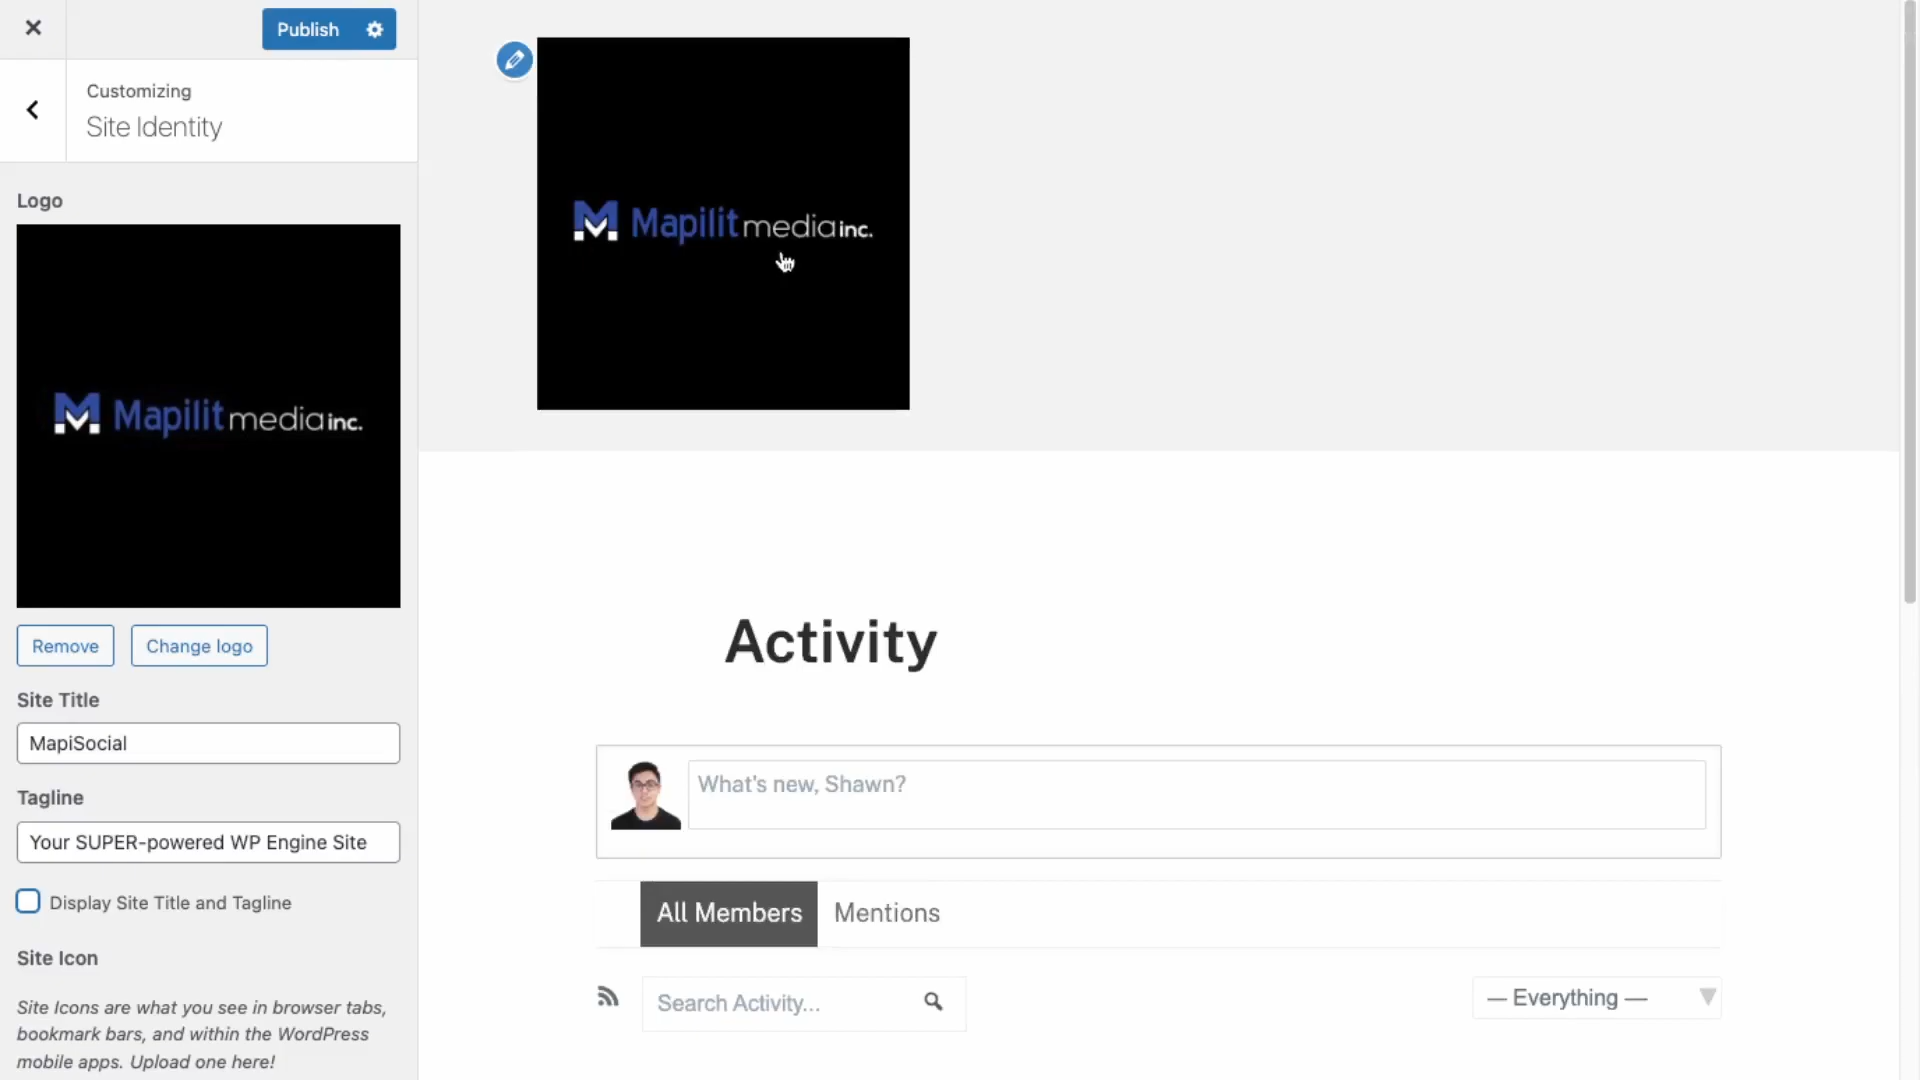 Publish
Customizing
Site Identity
Logo
M Mapilit media inc.
Remove
Change logo
Site Title
MapiSocial
Tagline
Your SUPER-powered WP Engine Site
Display Site Title and Tagline
Site Icon
Site Icons are what you see in browser tabs,
bookmark bars, and within the WordPress
mobile apps. Upload one here!
M Mapilit media inc.
Activity
What's new, Shawn?
All Members
Mentions
Search Activity...
— Everything —